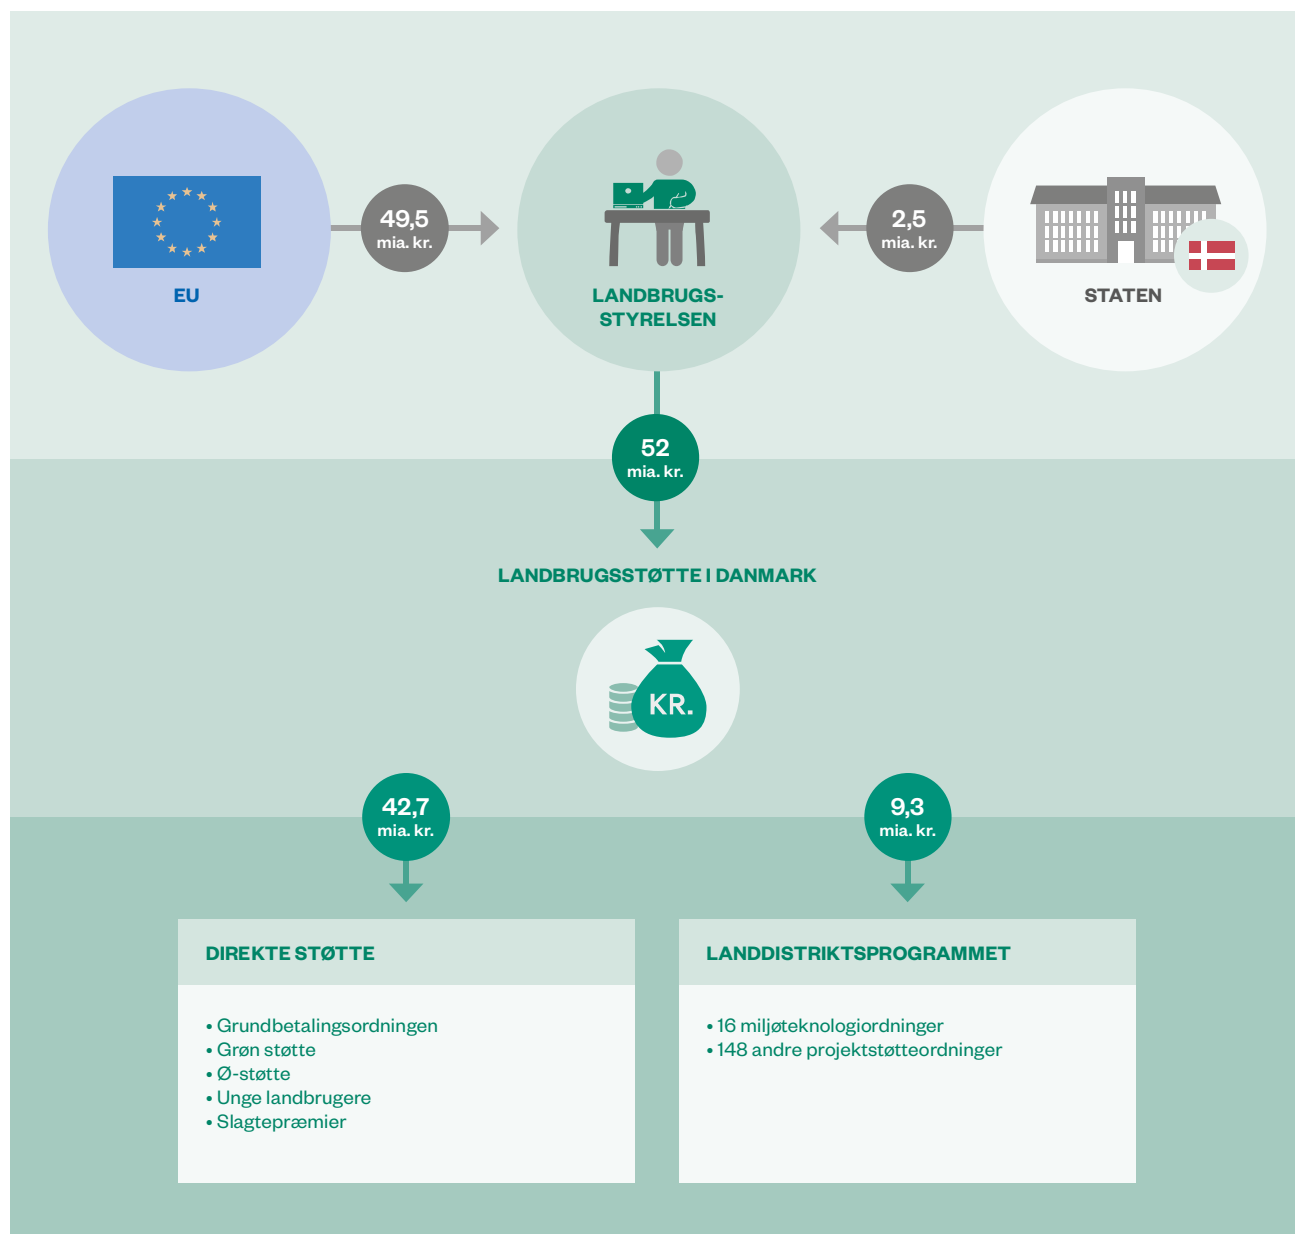 49,5
mia. kr.
2,5
mia. kr.
EU
LANDBRUGS-
STYRELSEN
STATEN
52
mia. kr.
LANDBRUGSSTØTTE I DANMARK
KR.
42,7
mia. kr.
9,3
mia. kr.
DIREKTE STØTTE
• Grundbetalingsordningen
• Grøn støtte
• Ø-støtte
• Unge landbrugere
• Slagtepræmier
LANDDISTRIKTSPROGRAMMET
• 16 miljøteknologiordninger
• 148 andre projektstøtteordninger